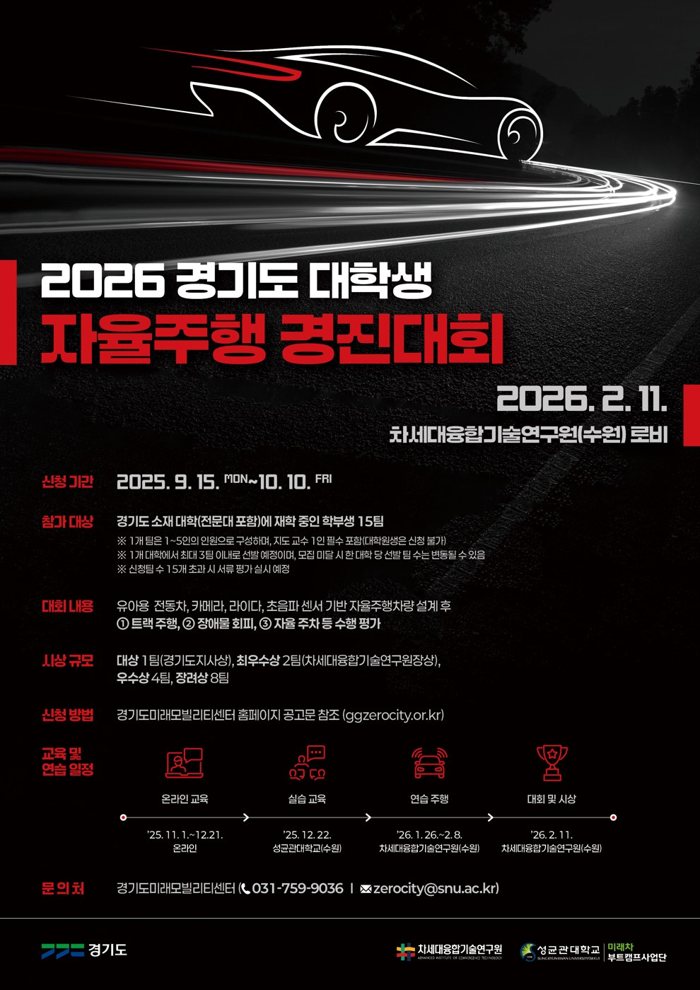 2026 경기도 대학생
자율주행 경진대회
2026. 2. 11.
차세대융합기술연구원(수원) 로비
신청 기간 2025. 9. 15. MON~10. 10. FRI
참가 대상 경기도 소재 대학(전문대 포함)에 재학 중인 학부생 15팀
※ 1개 팀은 1~5인의 인원으로 구성하며, 지도 교수 1인 필수 포함(대학원생은 신청 불가)
※ 1개 대학에서 최대 3팀 이내로 선발 예정이며, 모집 미달 시 한 대학 당 선발 팀 수는 변동될 수 있음
※ 신청팀 수 15개 초과 시 서류 평가 실시 예정
대회 내용 유아용 전동차, 카메라, 라이다, 초음파 센서 기반 자율주행차량 설계 후
① 트랙 주행, ② 장애물 회피, ③ 자율 주차 등 수행 평가
시상 규모 대상 1팀(경기도지사상), 최우수상 2팀(차세대융합기술연구원장상),
우수상 4팀, 장려상 8팀
신청 방법 경기도미래모빌리티센터 홈페이지 공고문 참조 (ggzerocity.or.kr)
교육 및
연습 일정
온라인 교육 실습 교육 연습 주행 대회 및 시상
'25. 11. 1.~12.21. '25. 12. 22. '26. 1. 26.~2. 8. '26. 2. 11.
온라인 성균관대학교(수원) 차세대융합기술연구원(수원) 차세대융합기술연구원(수원)
문 의 처 경기도미래모빌리티센터 (031-759-9036 | zerocity@snu.ac.kr)
경기도
차세대융합기술연구원
ADVANCED INSTITUTE OF CONVERGENCE TECHNOLOGY
성균관대학교
SUNGKYUNKWAN UNIVERSITY
미래차
부트캠프사업단